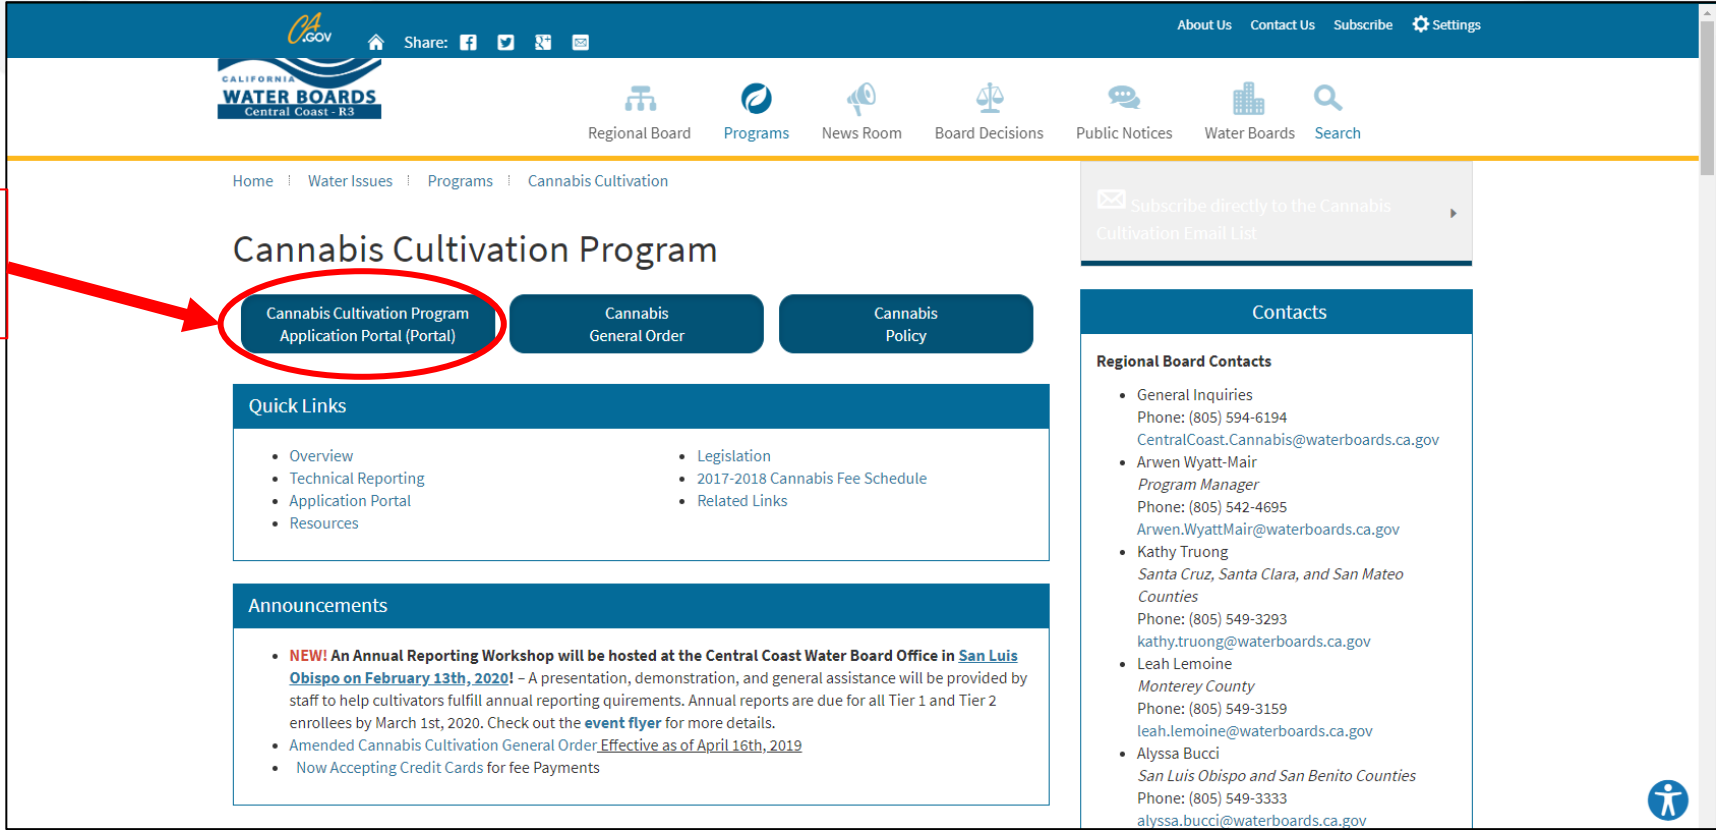 CA
.GOV
Share:
About Us Contact Us Subscribe Settings
CALIFORNIA
WATER BOARDS
Central Coast - R3
Regional Board Programs News Room Board Decisions Public Notices Water Boards Search
Home Water Issues Programs Cannabis Cultivation
Subscribe directly to the Cannabis
Cultivation Email List
Cannabis Cultivation Program
Cannabis Cultivation Program
Application Portal (Portal)
Cannabis
General Order
Cannabis
Policy
Quick Links
Overview
Technical Reporting
Application Portal
Resources
Legislation
2017-2018 Cannabis Fee Schedule
Related Links
Announcements
NEW! An Annual Reporting Workshop will be hosted at the Central Coast Water Board Office in San Luis
Obispo on February 13th, 2020! – A presentation, demonstration, and general assistance will be provided by
staff to help cultivators fulfill annual reporting quirements. Annual reports are due for all Tier 1 and Tier 2
enrollees by March 1st, 2020. Check out the event flyer for more details.
Amended Cannabis Cultivation General Order Effective as of April 16th, 2019
Now Accepting Credit Cards for fee Payments
Contacts
Regional Board Contacts
General Inquiries
Phone: (805) 594-6194
CentralCoast.Cannabis@waterboards.ca.gov
Arwen Wyatt-Mair
Program Manager
Phone: (805) 542-4695
Arwen.WyattMair@waterboards.ca.gov
Kathy Truong
Santa Cruz, Santa Clara, and San Mateo
Counties
Phone: (805) 549-3293
kathy.truong@waterboards.ca.gov
Leah Lemoine
Monterey County
Phone: (805) 549-3159
leah.lemoine@waterboards.ca.gov
Alyssa Bucci
San Luis Obispo and San Benito Counties
Phone: (805) 549-3333
alyssa.bucci@waterboards.ca.gov